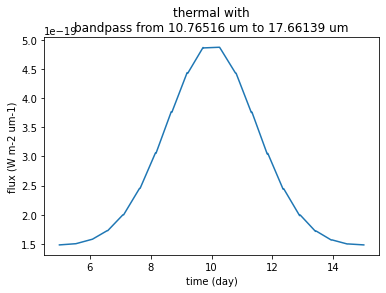 thermal with
bandpass from 10.76516 um to 17.66139 um
1e−19
5.0
4.5
4.0
3.5
3.0
2.5
2.0
1.5
flux (W m-2 um-1)
6 8 10 12 14
time (day)